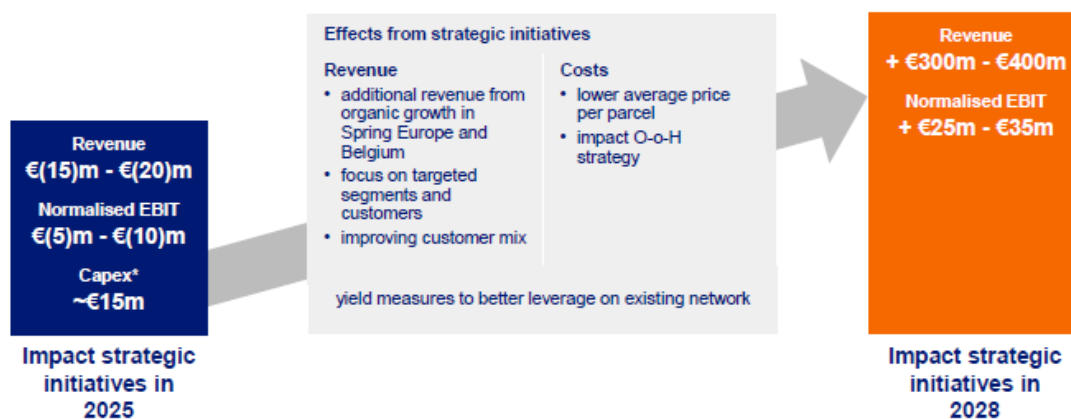 Revenue
€(15)m - €(20)m
Normalised EBIT
€(5)m - €(10)m
Capex*
~€15m
Impact strategic
initiatives in
2025
Effects from strategic initiatives
Revenue
• additional revenue from
organic growth in
Spring Europe and
Belgium
• focus on targeted
segments and
customers
• improving customer mix
Costs
• lower average price
per parcel
• impact O-o-H
strategy
yield measures to better leverage on existing network
Revenue
+ €300m - €400m
Normalised EBIT
+ €25m - €35m
Impact strategic
initiatives in
2028